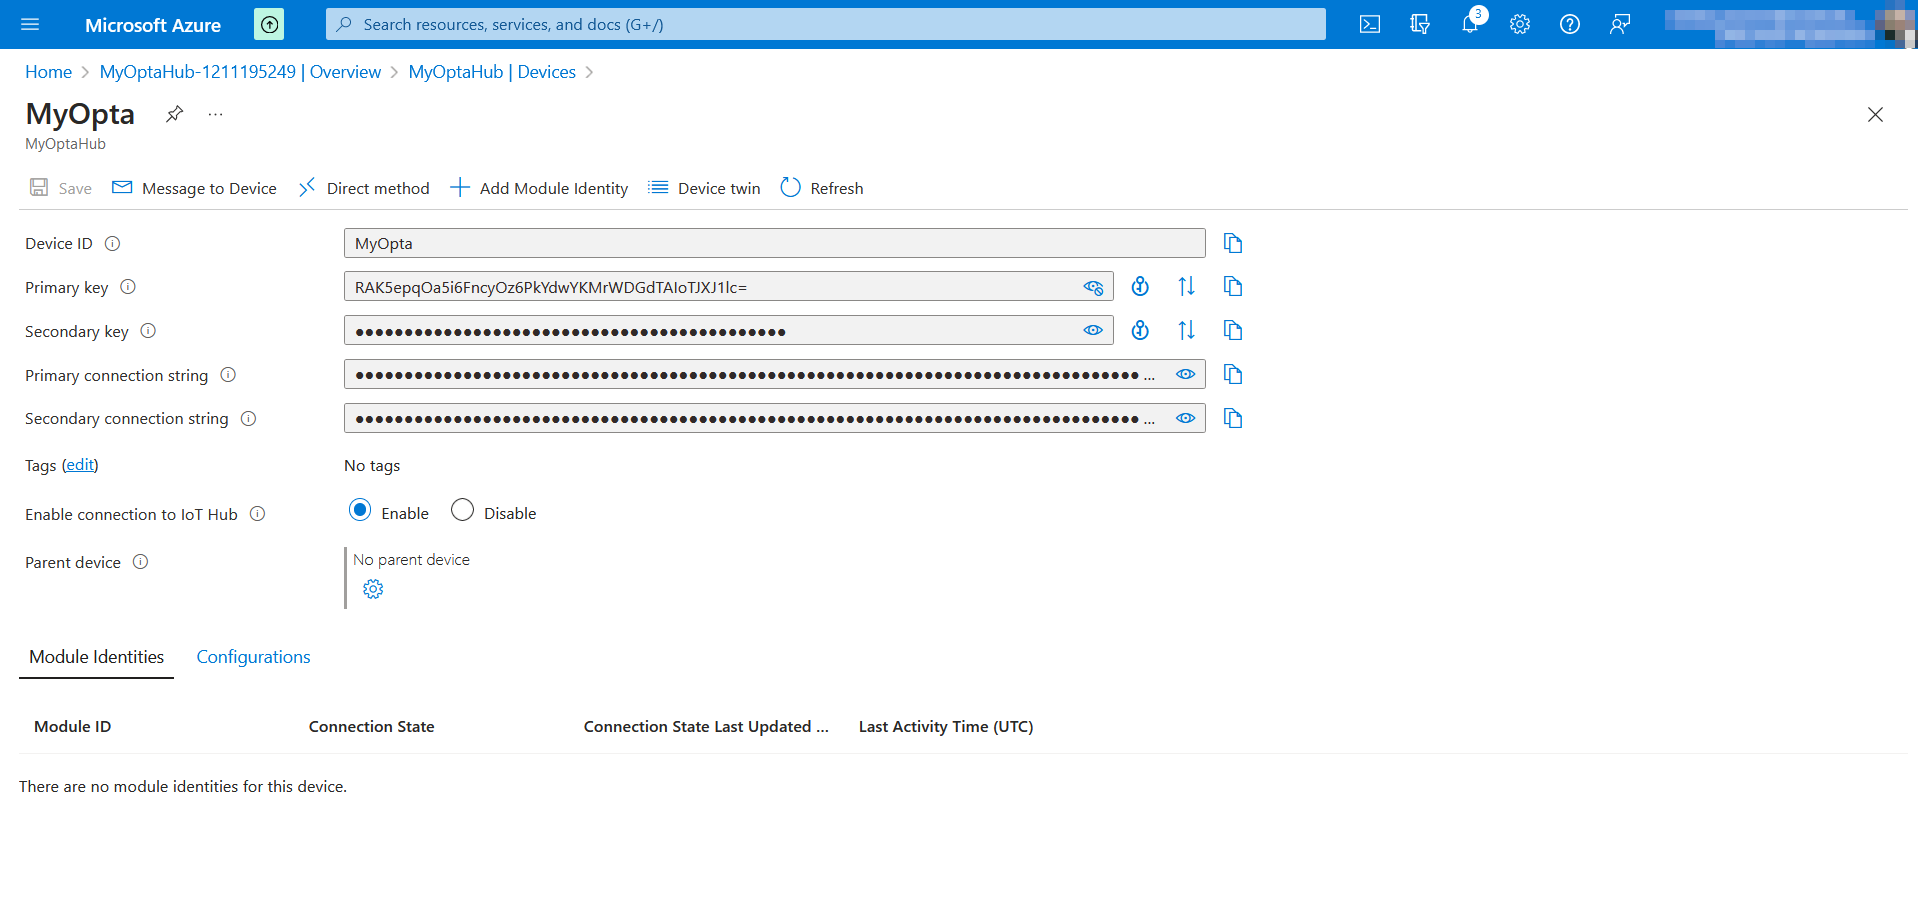 Microsoft Azure
Search resources, services, and docs (G+/)
3
Home > MyOptaHub-1211195249 | Overview > MyOptaHub | Devices >
MyOpta ...
MyOptaHub
Save Message to Device Direct method Add Module Identity Device twin Refresh
Device ID MyOpta
Primary key RAK5epqOa5i6FncyOz6PkYdwYKMrWDGdTAIoTJXJ1lc=
Secondary key ●●●●●●●●●●●●●●●●●●●●●●●●●●●●●●●●●●●●●●●●●●●●
Primary connection string ●●●●●●●●●●●●●●●●●●●●●●●●●●●●●●●●●●●●●●●●●●●●●●●●●●●●●●●●●●●●●●●●●●●●●●●●●●●●●●●● ...
Secondary connection string ●●●●●●●●●●●●●●●●●●●●●●●●●●●●●●●●●●●●●●●●●●●●●●●●●●●●●●●●●●●●●●●●●●●●●●●●●●●●●●●● ...
Tags (edit) No tags
Enable connection to IoT Hub Enable Disable
Parent device No parent device
Module Identities Configurations
Module ID Connection State Connection State Last Updated ... Last Activity Time (UTC)
There are no module identities for this device.